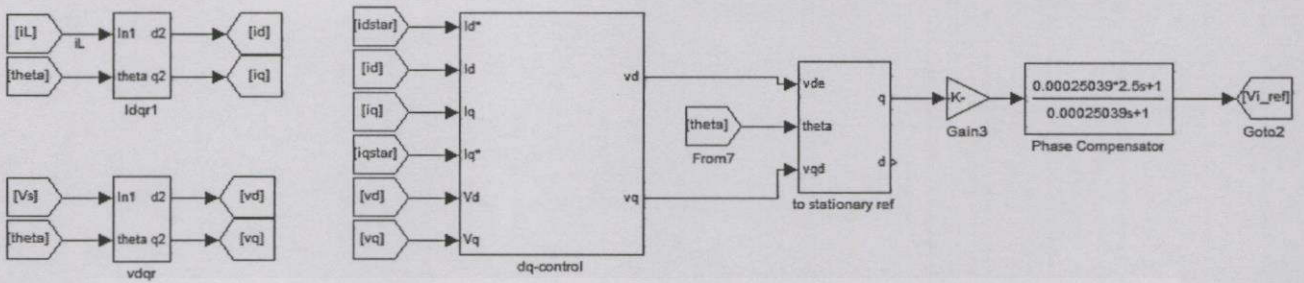 [iL]
iL
In1 d2
[id]
[theta]
theta q2
[iq]
Idqr1
[Vs]
In1 d2
[vd]
[theta]
theta q2
[vq]
vdqr
[idstar]
Id*
[id]
Id
[iq]
Iq
[iqstar]
Iq*
[vd]
Vd
[vq]
Vq
vd
vq
dq-control
[theta]
From7
vde
theta
vqd
q
d
to stationary ref
-K-
Gain3
0.00025039*2.5s+1
0.00025039s+1
Phase Compensator
[Vi_ref]
Goto2